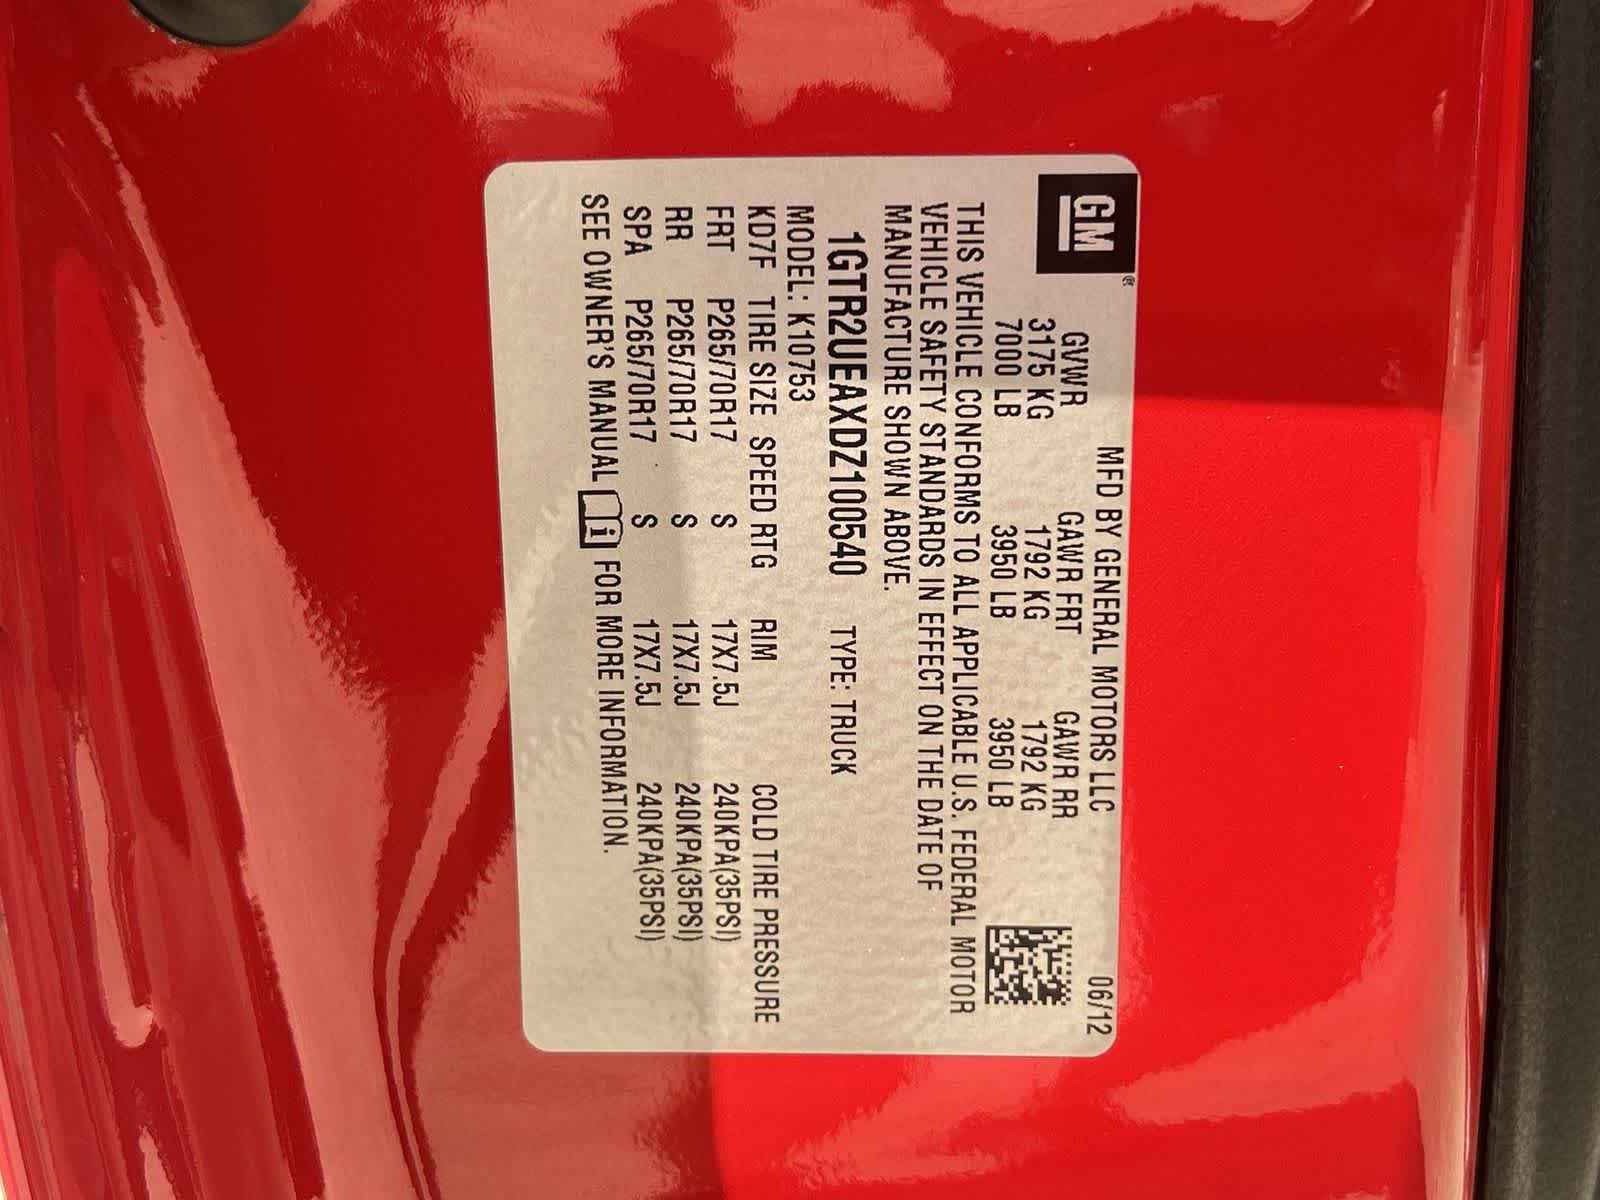 GM®
MFD BY GENERAL MOTORS LLC 06/12
GVWR GAWR FRT GAWR RR
3175 KG 1792 KG 1792 KG
7000 LB 3950 LB 3950 LB
THIS VEHICLE CONFORMS TO ALL APPLICABLE U.S. FEDERAL MOTOR
VEHICLE SAFETY STANDARDS IN EFFECT ON THE DATE OF
MANUFACTURE SHOWN ABOVE.
1GTR2UEAXDZ100540 TYPE: TRUCK
MODEL: K10753
KD7F TIRE SIZE SPEED RTG RIM COLD TIRE PRESSURE
FRT P265/70R17 S 17X7.5J 240KPA(35PSI)
RR P265/70R17 S 17X7.5J 240KPA(35PSI)
SPA P265/70R17 S 17X7.5J 240KPA(35PSI)
SEE OWNER'S MANUAL i FOR MORE INFORMATION.